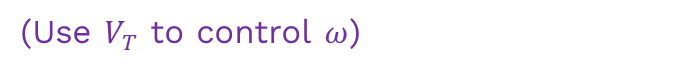 (Use V_T to control ω)